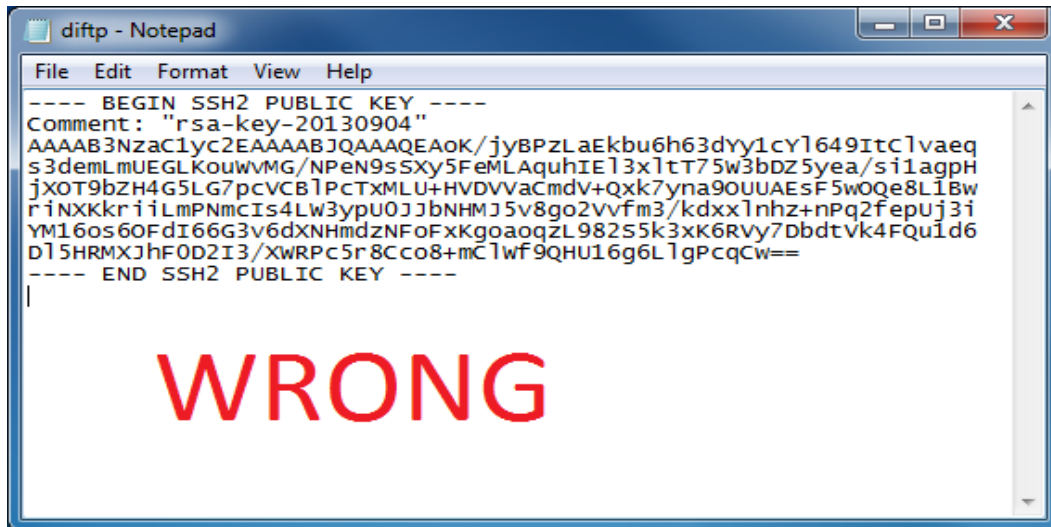 diftp - Notepad
File Edit Format View Help
---- BEGIN SSH2 PUBLIC KEY ----
Comment: "rsa-key-20130904"
AAAAB3NzaC1yc2EAAAABJQAAAQEAoK/jyBPzLaEkbu6h63dYy1cYl649ItClvaeq
s3demLmUEGLKouWvMG/NPeN9sSXy5FeMLAquhIEl3xltT75W3bDZ5yea/si1agpH
jXOT9bZH4G5LG7pcVCBlPcTxMLU+HVDVVaCmdV+Qxk7yna9OUUAEsF5wOQe8L1Bw
riNXKkriiLmPNmcIs4LW3ypU0JJbNHMJ5v8go2Vvfm3/kdxxlnhz+nPq2fepUj3i
YM16os6OFdI66G3v6dXNHmdzNFoFxKgoaoqzL982S5k3xK6RVy7DbdtVk4FQu1d6
Dl5HRMXJhFOD2I3/XWRPc5r8Cco8+mClWf9QHU16g6LlgPcqCw==
---- END SSH2 PUBLIC KEY ----
WRONG